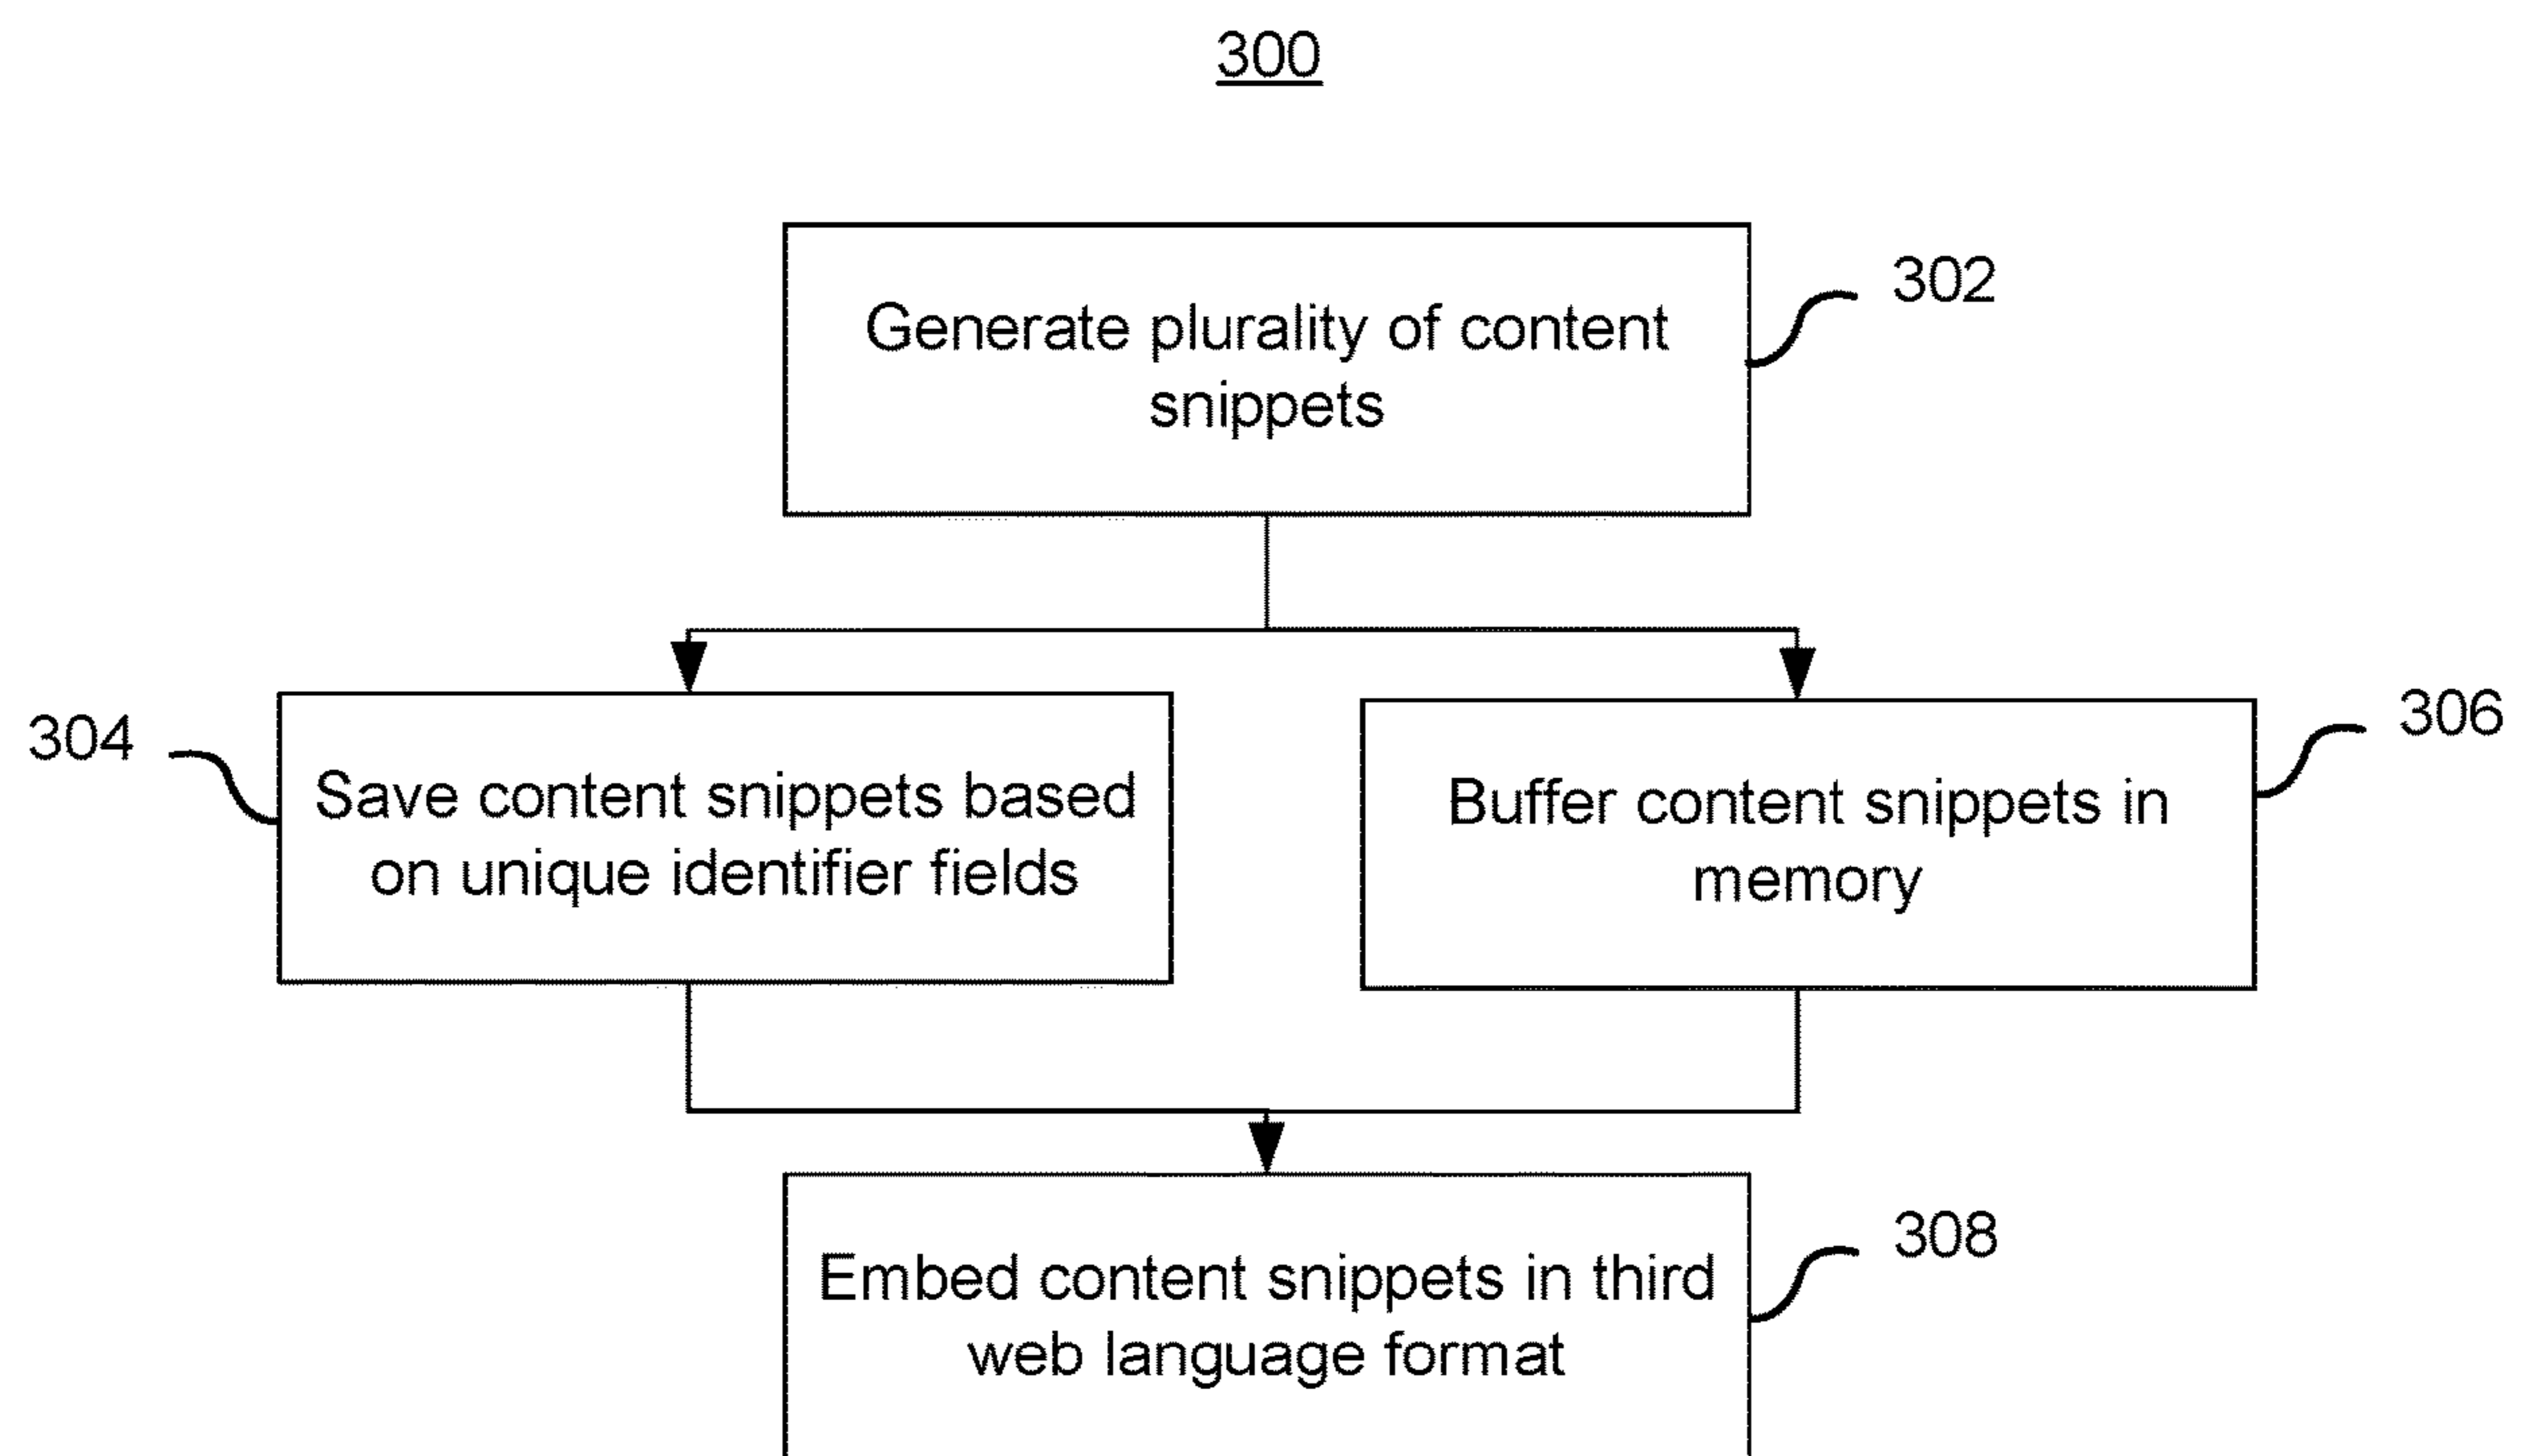 300
Generate plurality of content
snippets
302
304
Save content snippets based
on unique identifier fields
Buffer content snippets in
memory
306
Embed content snippets in third
web language format
308